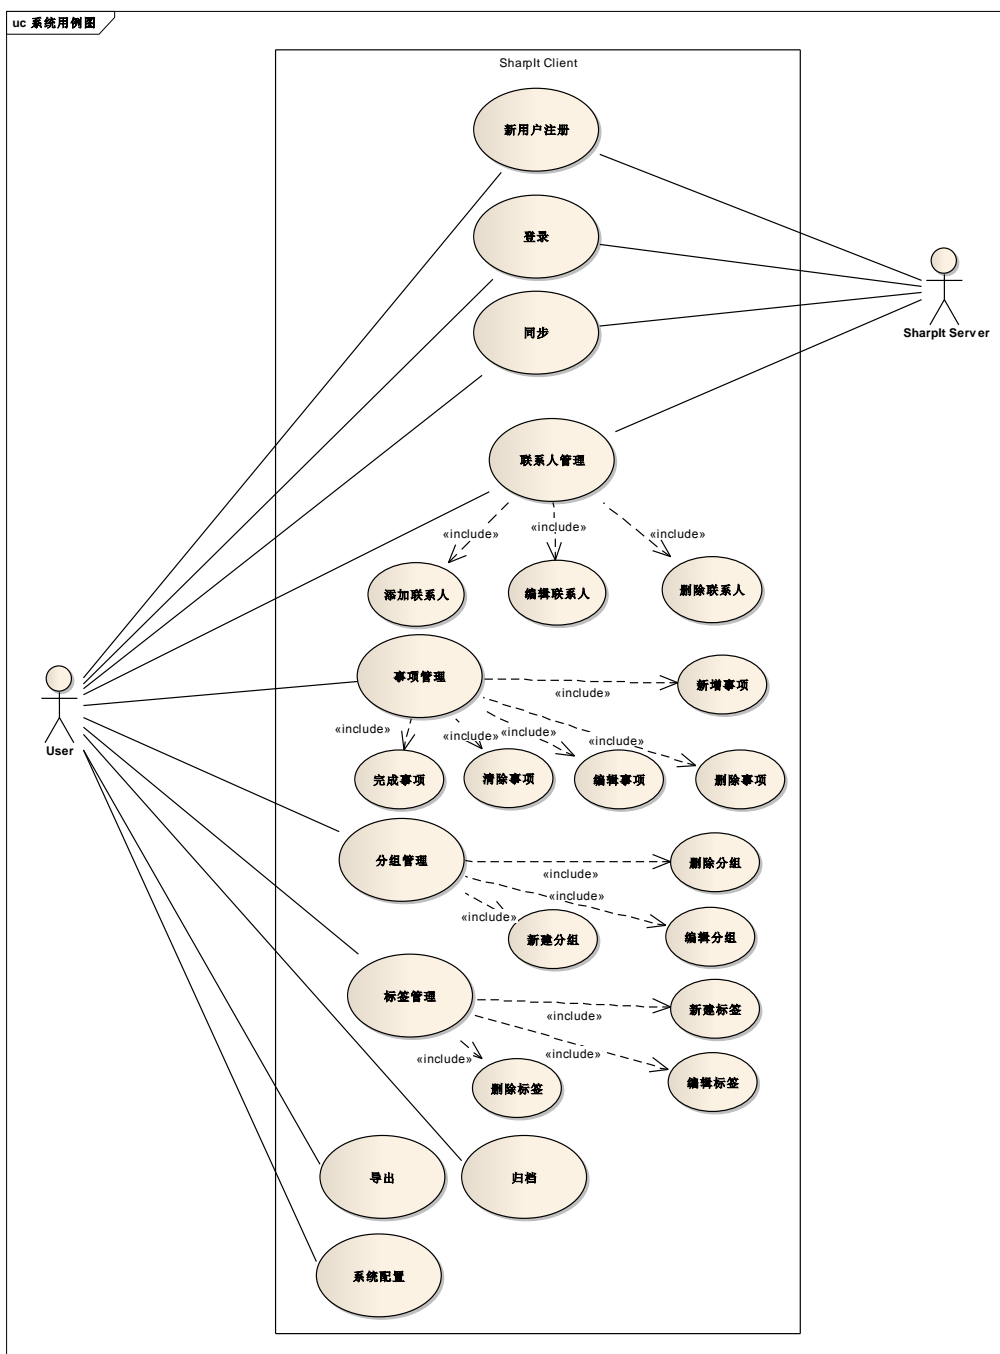 uc 系统用例图
SharpIt Client
新用户注册
登录
同步
SharpIt Server
联系人管理
«include»
«include»
«include»
添加联系人
编辑联系人
删除联系人
事项管理
新增事项
«include»
User
«include»
«include»
«include»
«include»
完成事项
清除事项
编辑事项
删除事项
分组管理
删除分组
«include»
«include»
«include»
新建分组
编辑分组
标签管理
新建标签
«include»
«include»
«include»
删除标签
编辑标签
导出
归档
系统配置